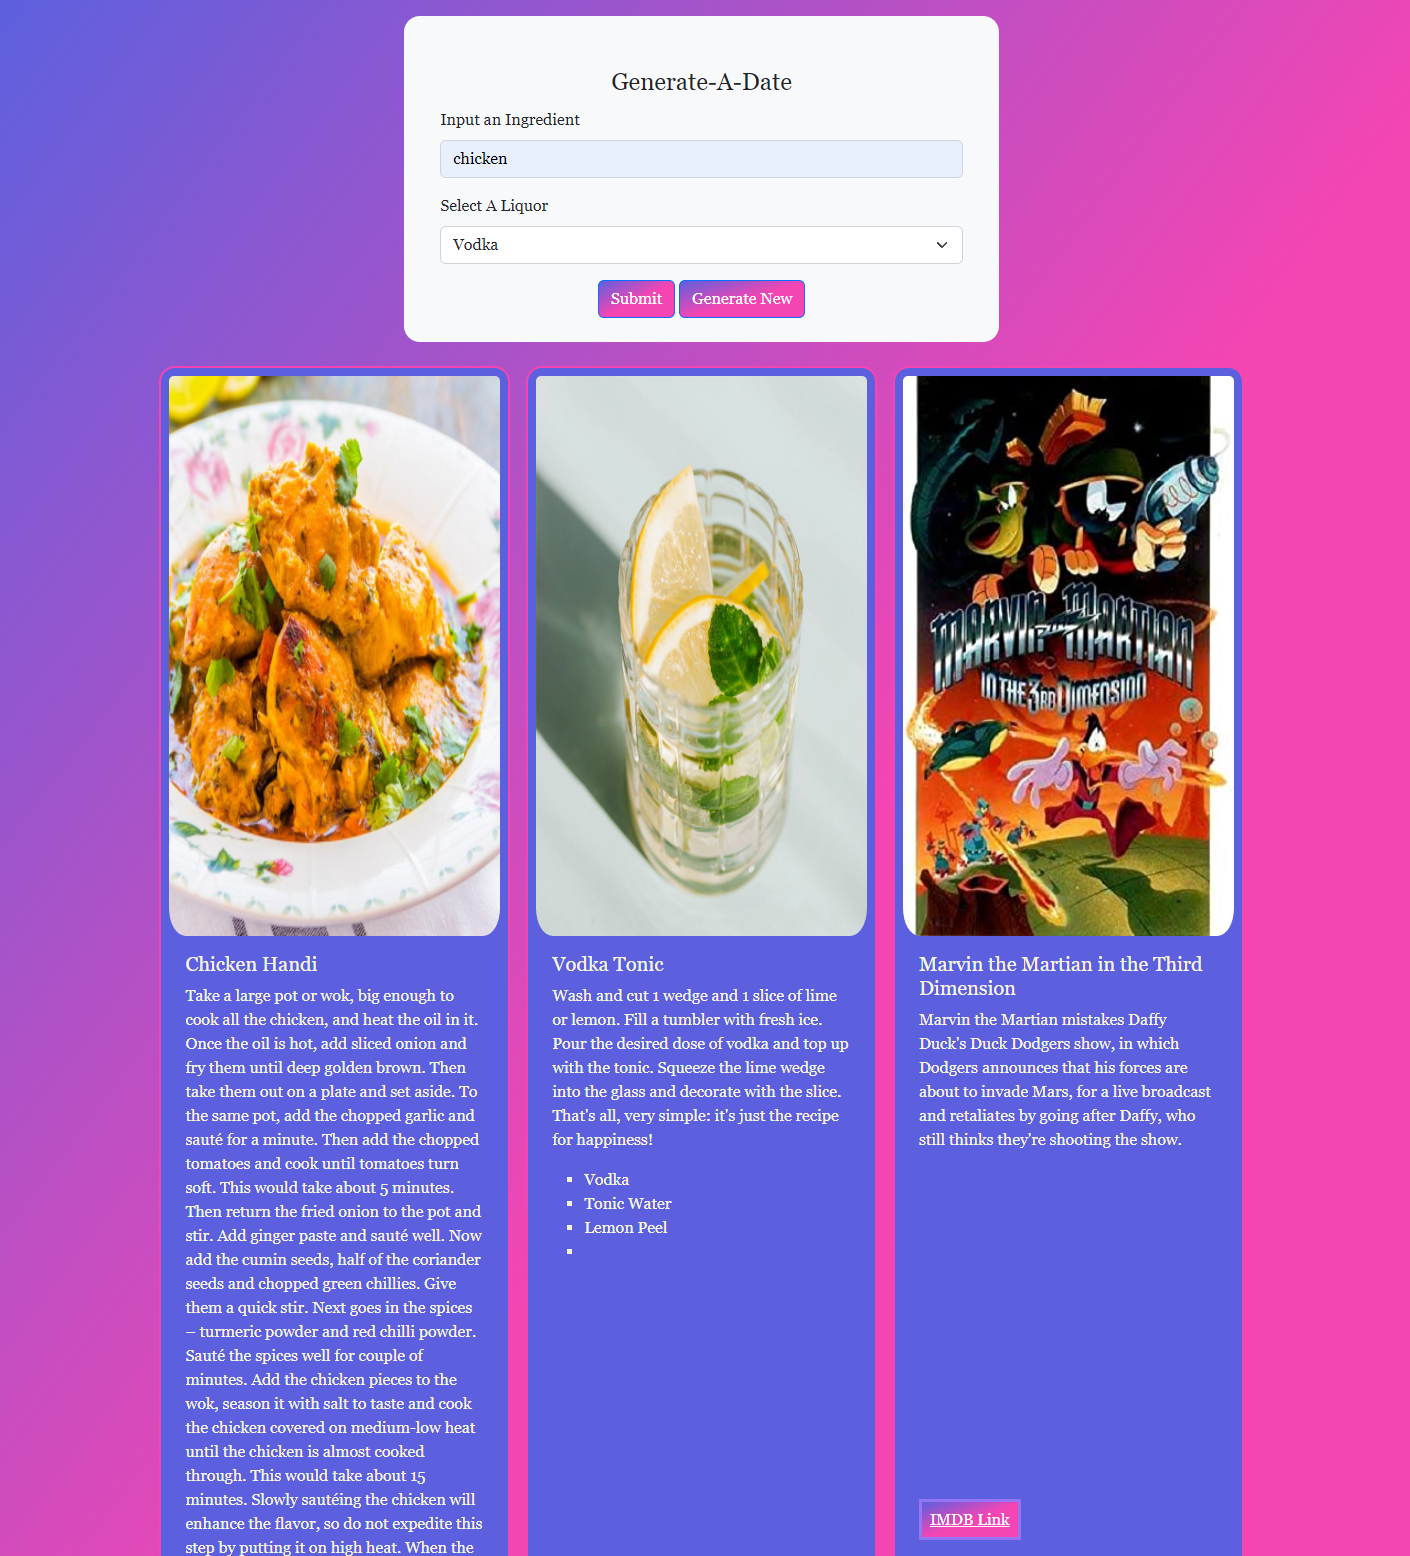 Generate-A-Date
Input an Ingredient
chicken
Select A Liquor
Vodka
Submit
Generate New
MARVIN THE MARTIAN
IN THE 3RD DIMENSION
Chicken Handi
Take a large pot or wok, big enough to
cook all the chicken, and heat the oil in it.
Once the oil is hot, add sliced onion and
fry them until deep golden brown. Then
take them out on a plate and set aside. To
the same pot, add the chopped garlic and
sauté for a minute. Then add the chopped
tomatoes and cook until tomatoes turn
soft. This would take about 5 minutes.
Then return the fried onion to the pot and
stir. Add ginger paste and sauté well. Now
add the cumin seeds, half of the coriander
seeds and chopped green chillies. Give
them a quick stir. Next goes in the spices
– turmeric powder and red chilli powder.
Sauté the spices well for couple of
minutes. Add the chicken pieces to the
wok, season it with salt to taste and cook
the chicken covered on medium-low heat
until the chicken is almost cooked
through. This would take about 15
minutes. Slowly sautéing the chicken will
enhance the flavor, so do not expedite this
step by putting it on high heat. When the
Vodka Tonic
Wash and cut 1 wedge and 1 slice of lime
or lemon. Fill a tumbler with fresh ice.
Pour the desired dose of vodka and top up
with the tonic. Squeeze the lime wedge
into the glass and decorate with the slice.
That's all, very simple: it's just the recipe
for happiness!
Vodka
Tonic Water
Lemon Peel
Marvin the Martian in the Third
Dimension
Marvin the Martian mistakes Daffy
Duck's Duck Dodgers show, in which
Dodgers announces that his forces are
about to invade Mars, for a live broadcast
and retaliates by going after Daffy, who
still thinks they're shooting the show.
IMDB Link